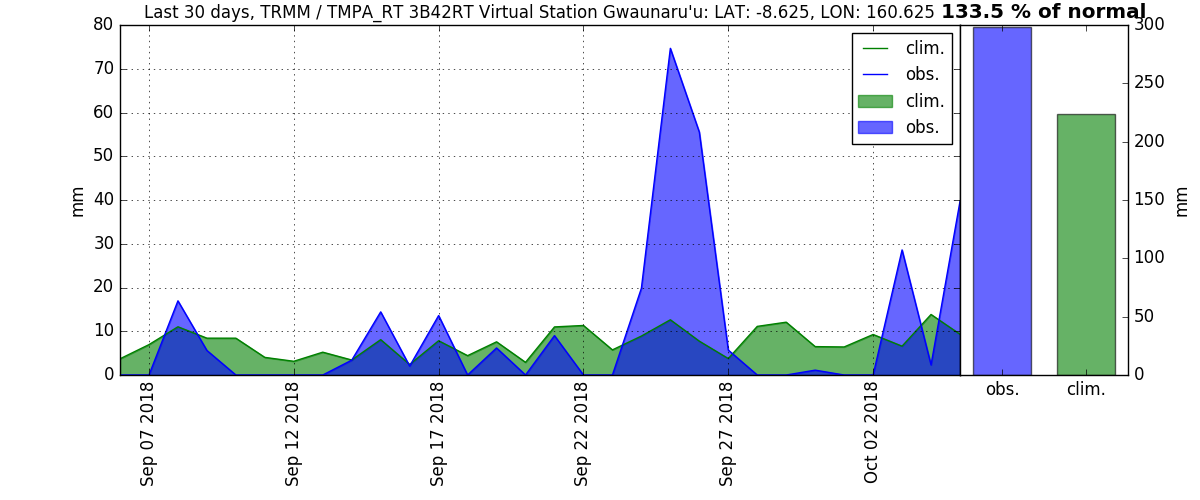 Last 30 days, TRMM / TMPA_RT 3B42RT Virtual Station Gwaunaru'u: LAT: -8.625, LON: 160.625 133.5 % of normal
80
70
60
50
40
30
20
10
0
mm
clim.
obs.
clim.
obs.
300
250
200
150
100
50
0
mm
Sep 07 2018
Sep 12 2018
Sep 17 2018
Sep 22 2018
Sep 27 2018
Oct 02 2018
obs.
clim.